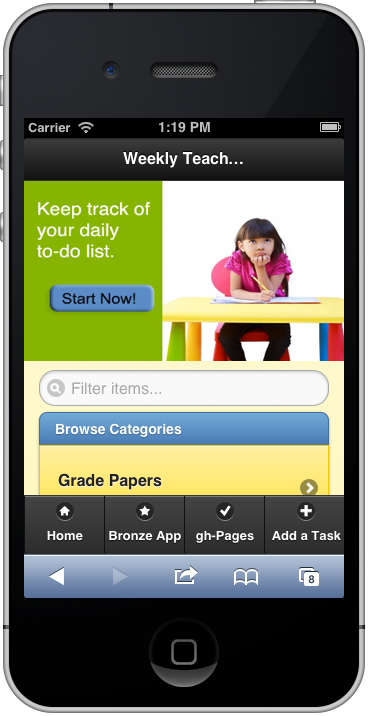 Carrier 1:19 PM
Weekly Teach...
Keep track of
your daily
to-do list.
Start Now!
Filter items...
Browse Categories
Grade Papers
Home Bronze App gh-Pages Add a Task
8